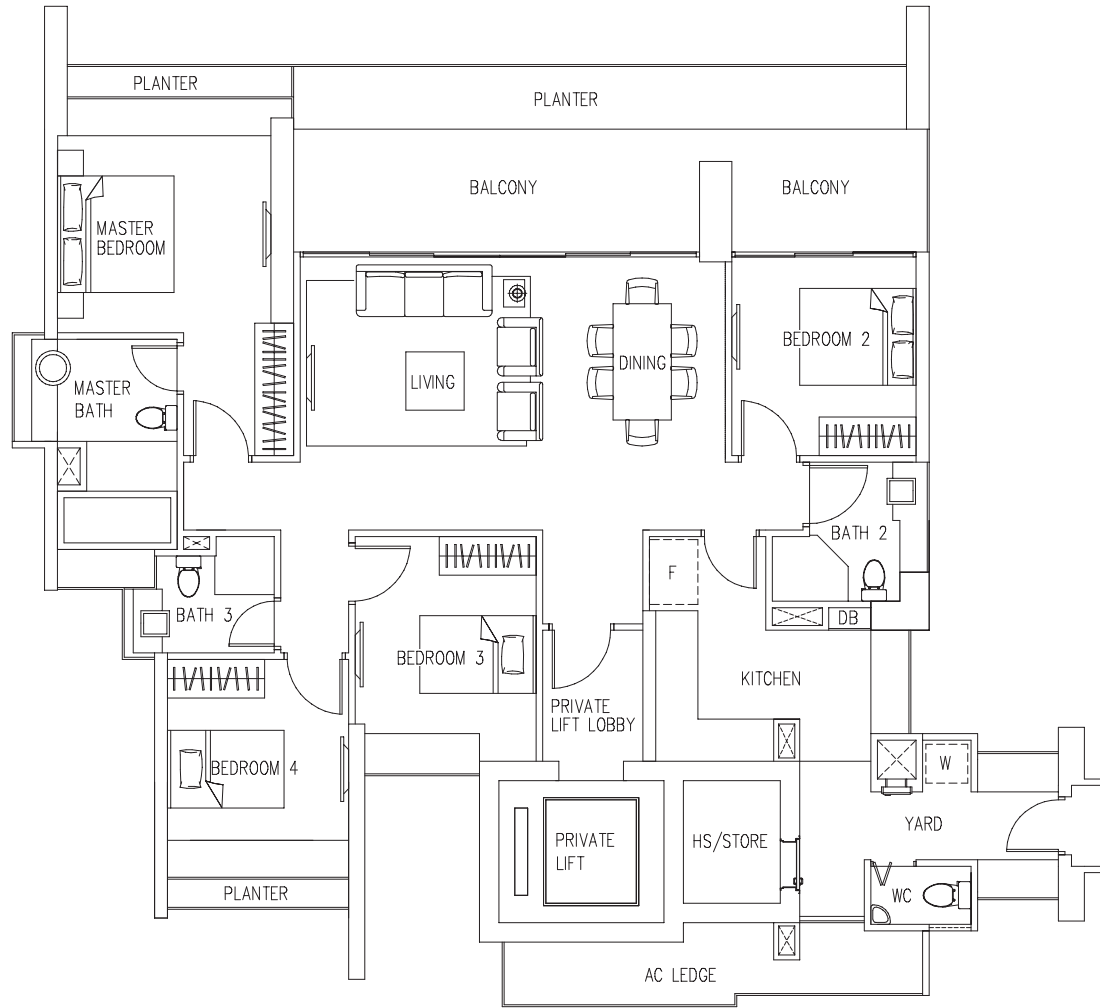 PLANTER
PLANTER
BALCONY
BALCONY
MASTER
BEDROOM
BEDROOM 2
DINING
LIVING
MASTER
BATH
BATH 2
F
BATH 3
DB
BEDROOM 3
KITCHEN
PRIVATE
LIFT LOBBY
BEDROOM 4
W
YARD
PRIVATE
LIFT
HS/STORE
PLANTER
WC
AC LEDGE